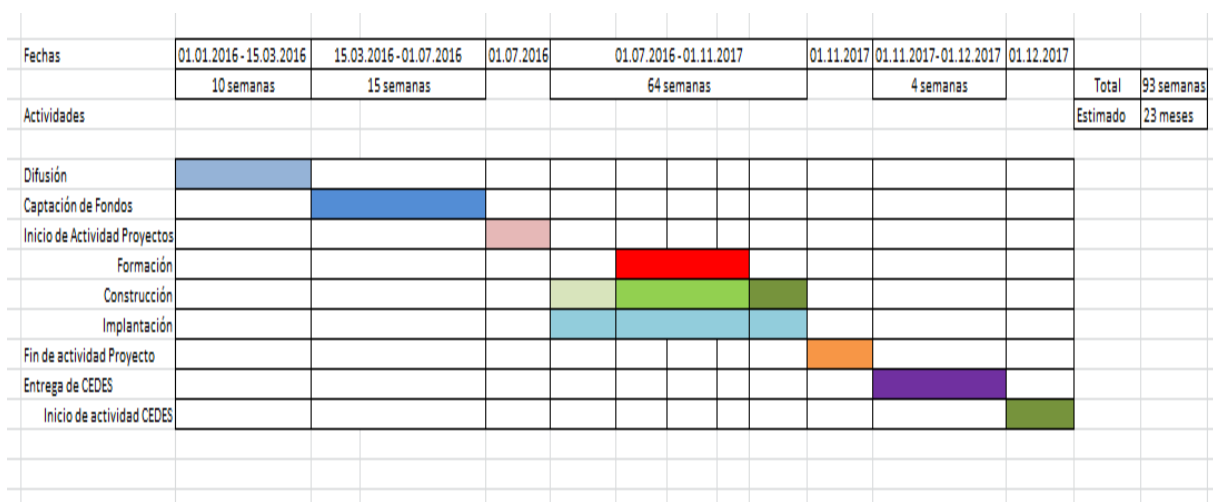 Fechas 01.01.2016-15.03.2016 15.03.2016-01.07.2016 01.07.2016 01.07.2016-01.11.2017 01.11.2017 01.11.2017-01.12.2017 01.12.2017
10 semanas 15 semanas 64 semanas 4 semanas Total 93 semanas
Actividades Estimado 23 meses
Difusión
Captación de Fondos
Inicio de Actividad Proyectos
Formación
Construcción
Implantación
Fin de actividad Proyecto
Entrega de CEDES
Inicio de actividad CEDES